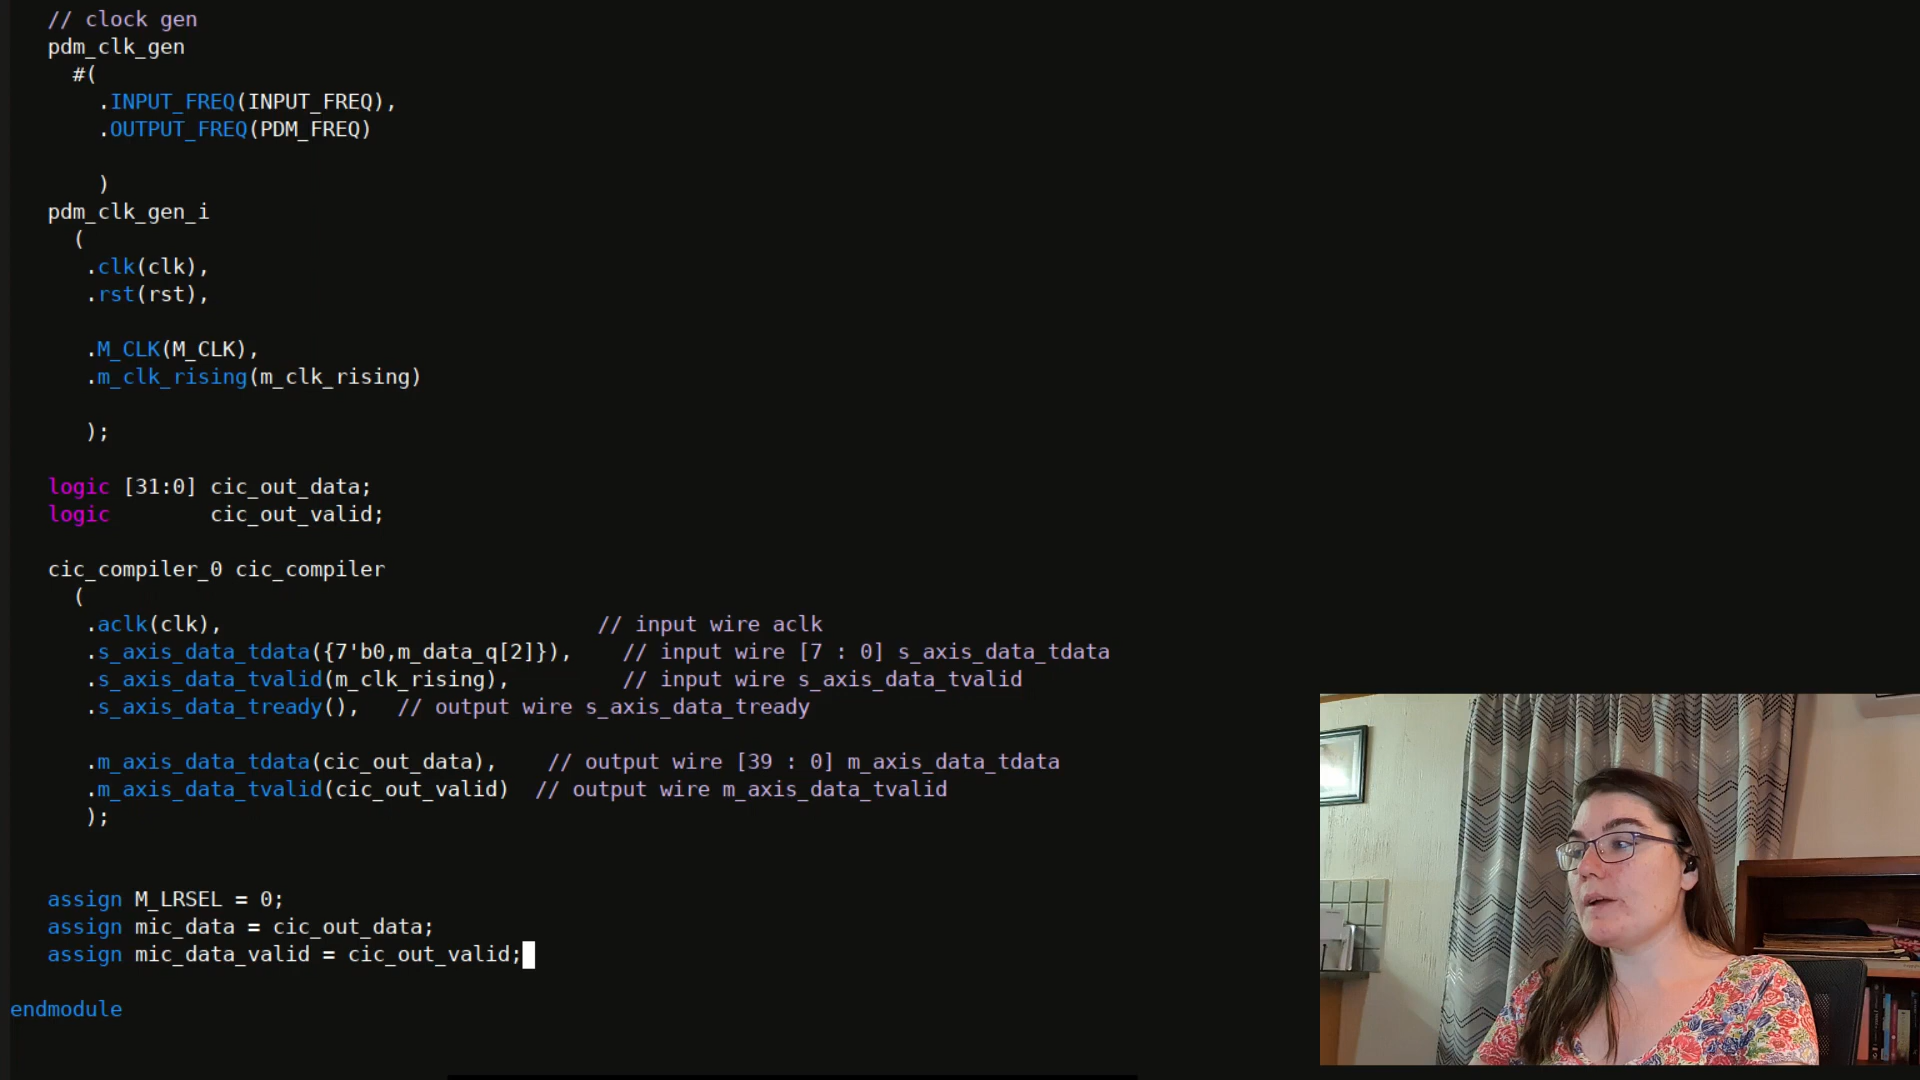 // clock gen
pdm_clk_gen
#(
.INPUT_FREQ(INPUT_FREQ),
.OUTPUT_FREQ(PDM_FREQ)
)
pdm_clk_gen_i
(
.clk(clk),
.rst(rst),
.M_CLK(M_CLK),
.m_clk_rising(m_clk_rising)
);
logic [31:0] cic_out_data;
logic cic_out_valid;
cic_compiler_0 cic_compiler
(
.aclk(clk), // input wire aclk
.s_axis_data_tdata({7'b0,m_data_q[2]}), // input wire [7 : 0] s_axis_data_tdata
.s_axis_data_tvalid(m_clk_rising), // input wire s_axis_data_tvalid
.s_axis_data_tready(), // output wire s_axis_data_tready
.m_axis_data_tdata(cic_out_data), // output wire [39 : 0] m_axis_data_tdata
.m_axis_data_tvalid(cic_out_valid) // output wire m_axis_data_tvalid
);
assign M_LRSEL = 0;
assign mic_data = cic_out_data;
assign mic_data_valid = cic_out_valid;
endmodule